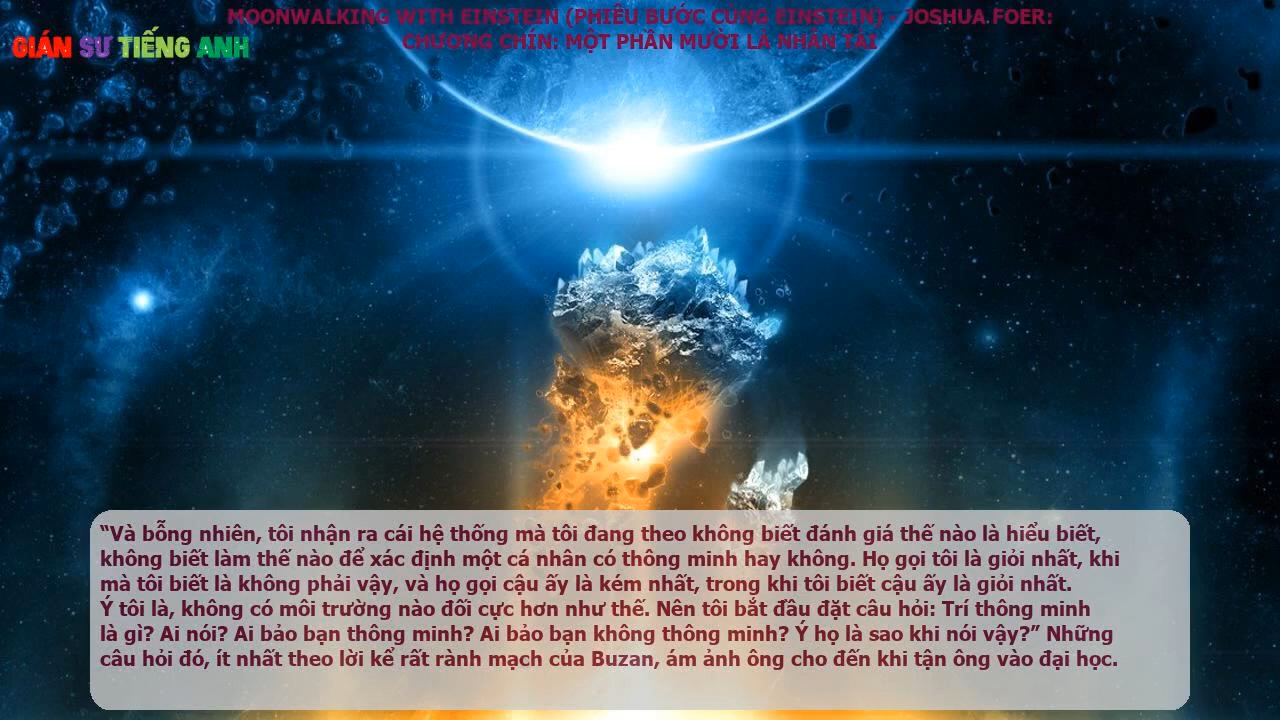 MOONWALKING WITH EINSTEIN (PHIÊU BƯỚC CÙNG EINSTEIN) - JOSHUA FOER:
CHƯƠNG CHÍN: MỘT PHẦN MƯỜI LÀ NHÂN TÀI
GIÁN SƯ TIẾNG ANH
“Và bỗng nhiên, tôi nhận ra cái hệ thống mà tôi đang theo không biết đánh giá thế nào là hiểu biết,
không biết làm thế nào để xác định một cá nhân có thông minh hay không. Họ gọi tôi là giỏi nhất, khi
mà tôi biết là không phải vậy, và họ gọi cậu ấy là kém nhất, trong khi tôi biết cậu ấy là giỏi nhất.
Ý tôi là, không có môi trường nào đối cực hơn như thế. Nên tôi bắt đầu đặt câu hỏi: Trí thông minh
là gì? Ai nói? Ai bảo bạn thông minh? Ai bảo bạn không thông minh? Ý họ là sao khi nói vậy?” Những
câu hỏi đó, ít nhất theo lời kể rất rành mạch của Buzan, ám ảnh ông cho đến khi tận ông vào đại học.